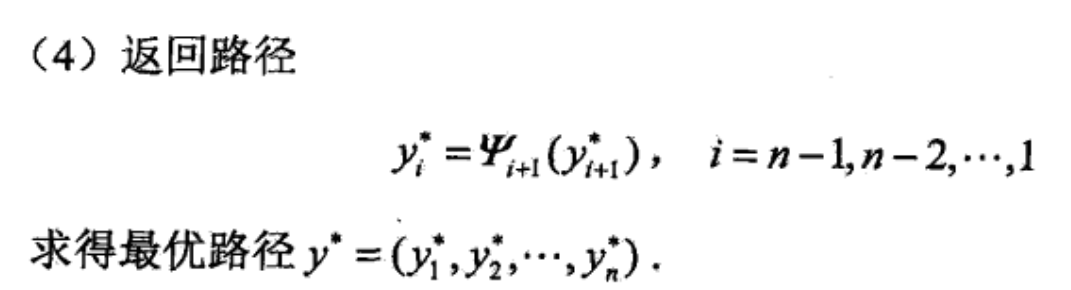 （4）返回路径
y_i^* = Ψ_{i+1}(y_{i+1}^*)， i = n−1, n−2, ⋯, 1
求得最优路径 y^* = (y_1^*, y_2^*, ⋯, y_n^*) .